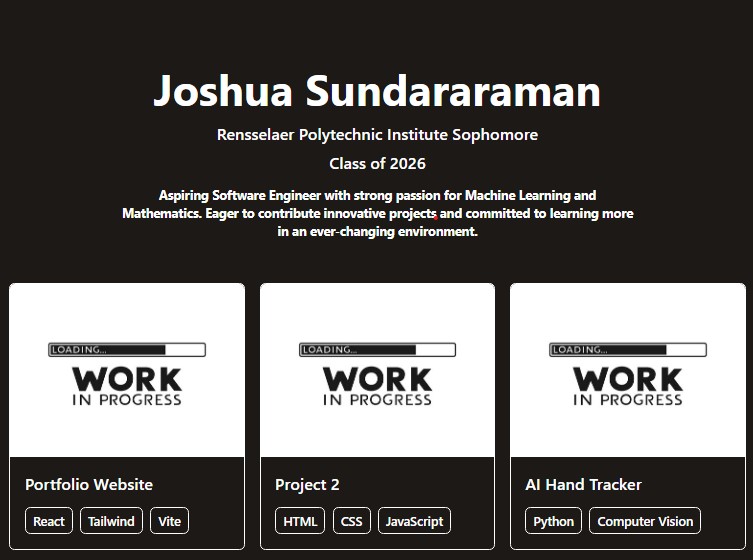 Joshua Sundararaman
Rensselaer Polytechnic Institute Sophomore
Class of 2026
Aspiring Software Engineer with strong passion for Machine Learning and
Mathematics. Eager to contribute innovative projects and committed to learning more
in an ever-changing environment.
LOADING...
WORK
IN PROGRESS
Portfolio Website
React Tailwind Vite
LOADING...
WORK
IN PROGRESS
Project 2
HTML CSS JavaScript
LOADING...
WORK
IN PROGRESS
AI Hand Tracker
Python Computer Vision